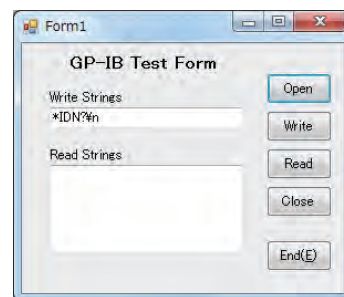 Form1
GP-IB Test Form
Write Strings
*IDN?¥n
Read Strings
Open
Write
Read
Close
End(E)